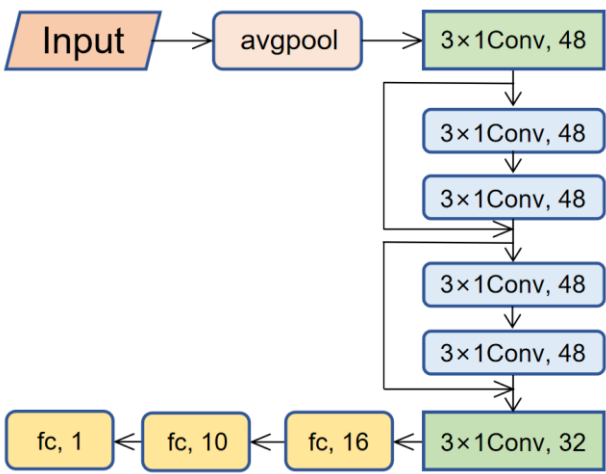 Input
avgpool
3×1Conv, 48
3×1Conv, 48
3×1Conv, 48
3×1Conv, 48
3×1Conv, 48
3×1Conv, 32
fc, 16
fc, 10
fc, 1